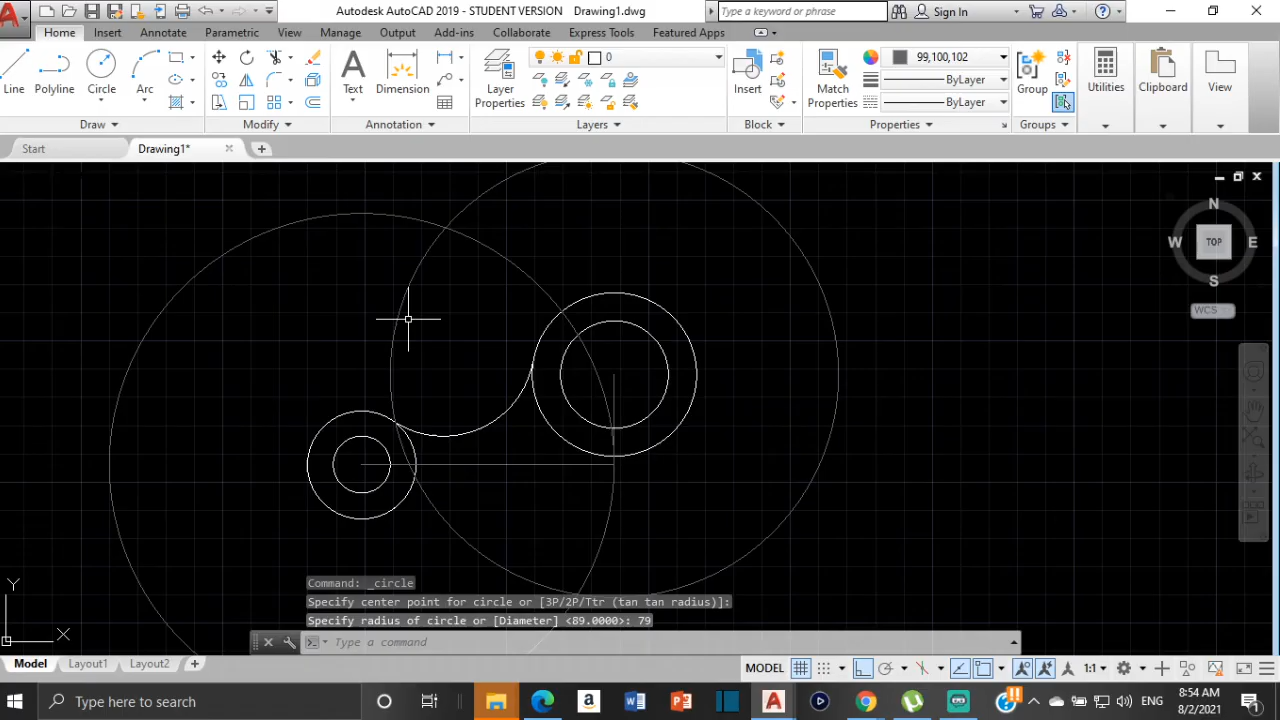 Autodesk AutoCAD 2019 - STUDENT VERSION Drawing1.dwg
Type a keyword or phrase
Sign In
Home Insert Annotate Parametric View Manage Output Add-ins Collaborate Express Tools Featured Apps
Line Polyline Circle Arc
Text Dimension
Layer Properties
0
Insert
Match Properties
99,100,102
ByLayer
ByLayer
Group
Utilities
Clipboard
View
Draw Modify Annotation Layers Block Properties Groups
Start Drawing1*
N
W TOP E
S
WCS
Y
X
Command: _circle
Specify center point for circle or [3P/2P/Ttr (tan tan radius)]:
Specify radius of circle or [Diameter] <89.0000>: 79
Type a command
Model Layout1 Layout2
MODEL 1:1
Type here to search
ENG
8:54 AM
8/2/2021
1